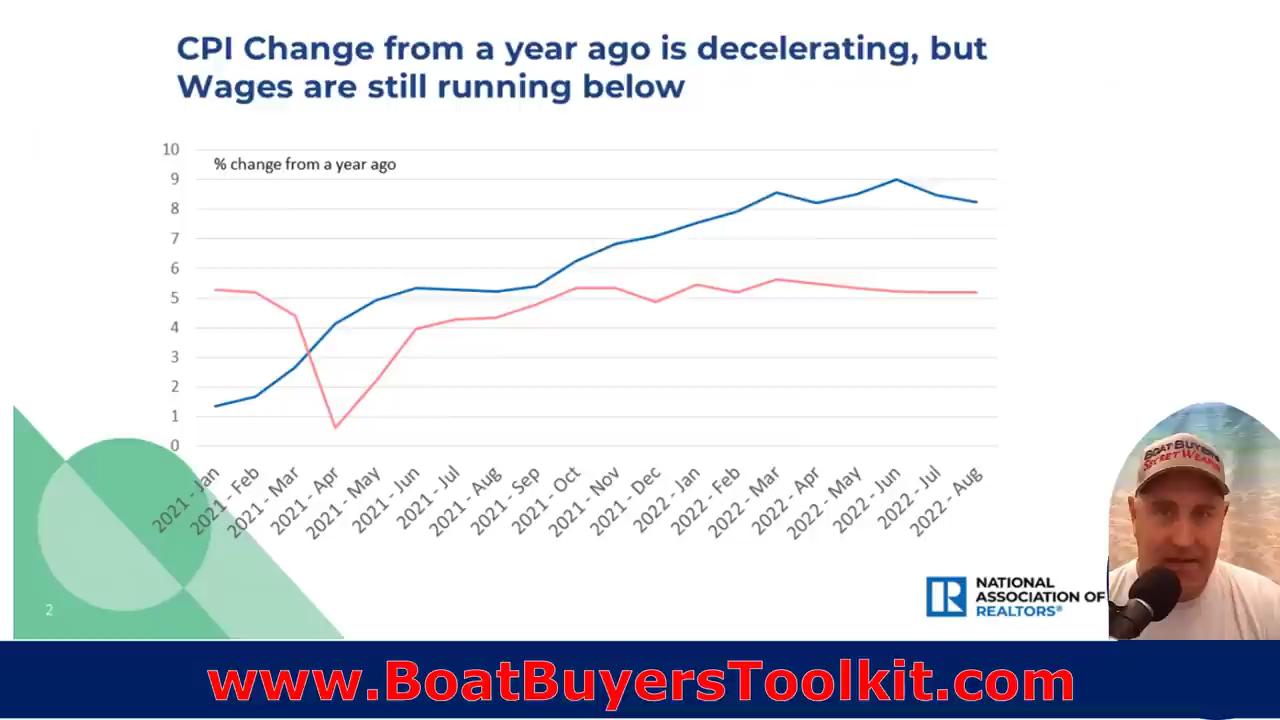 CPI Change from a year ago is decelerating, but
Wages are still running below
% change from a year ago
10
9
8
7
6
5
4
3
2
1
0
2021 - Jan
2021 - Feb
2021 - Mar
2021 - Apr
2021 - May
2021 - Jun
2021 - Jul
2021 - Aug
2021 - Sep
2021 - Oct
2021 - Nov
2021 - Dec
2022 - Jan
2022 - Feb
2022 - Mar
2022 - Apr
2022 - May
2022 - Jun
2022 - Jul
2022 - Aug
BOAT BUYERS
SECRET WEAPON
2
NATIONAL
ASSOCIATION OF
REALTORS®
www.BoatBuyersToolkit.com